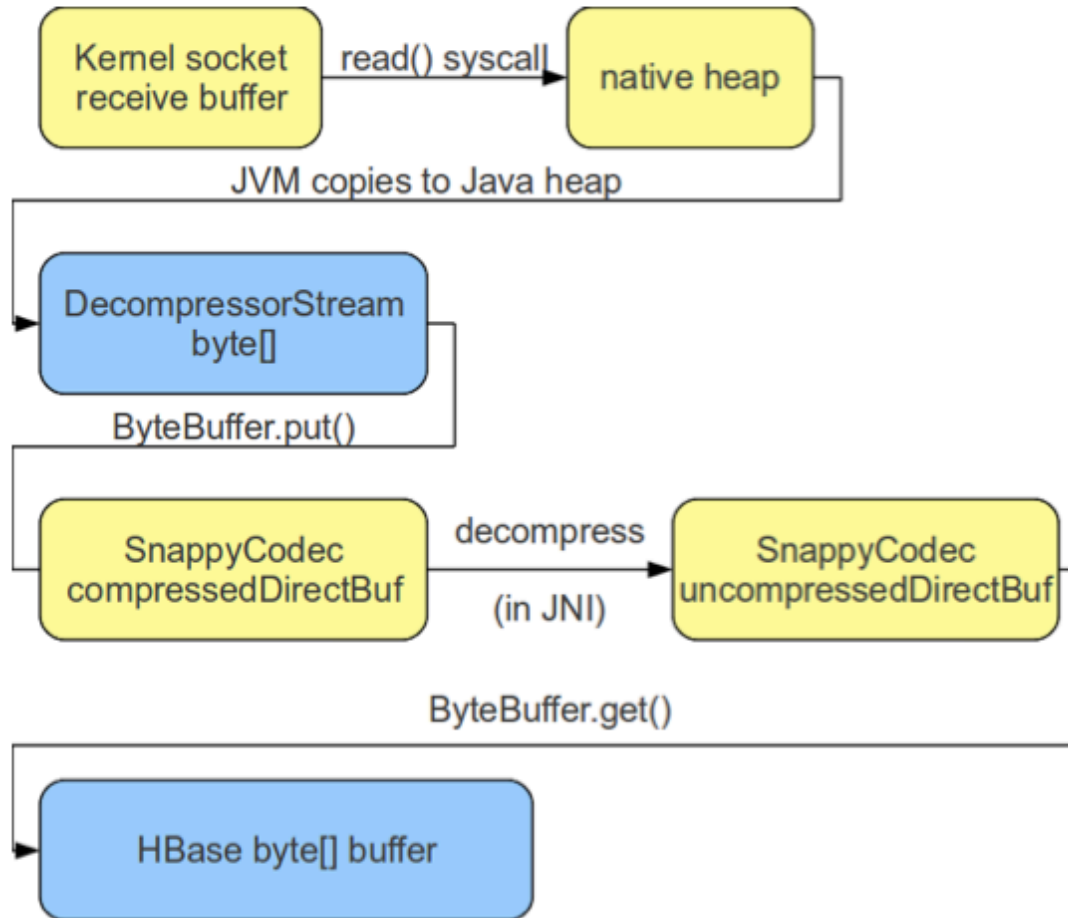 Kernel socket
receive buffer
read() syscall
native heap
JVM copies to Java heap
DecompressorStream
byte[]
ByteBuffer.put()
SnappyCodec
compressedDirectBuf
decompress
(in JNI)
SnappyCodec
uncompressedDirectBuf
ByteBuffer.get()
HBase byte[] buffer